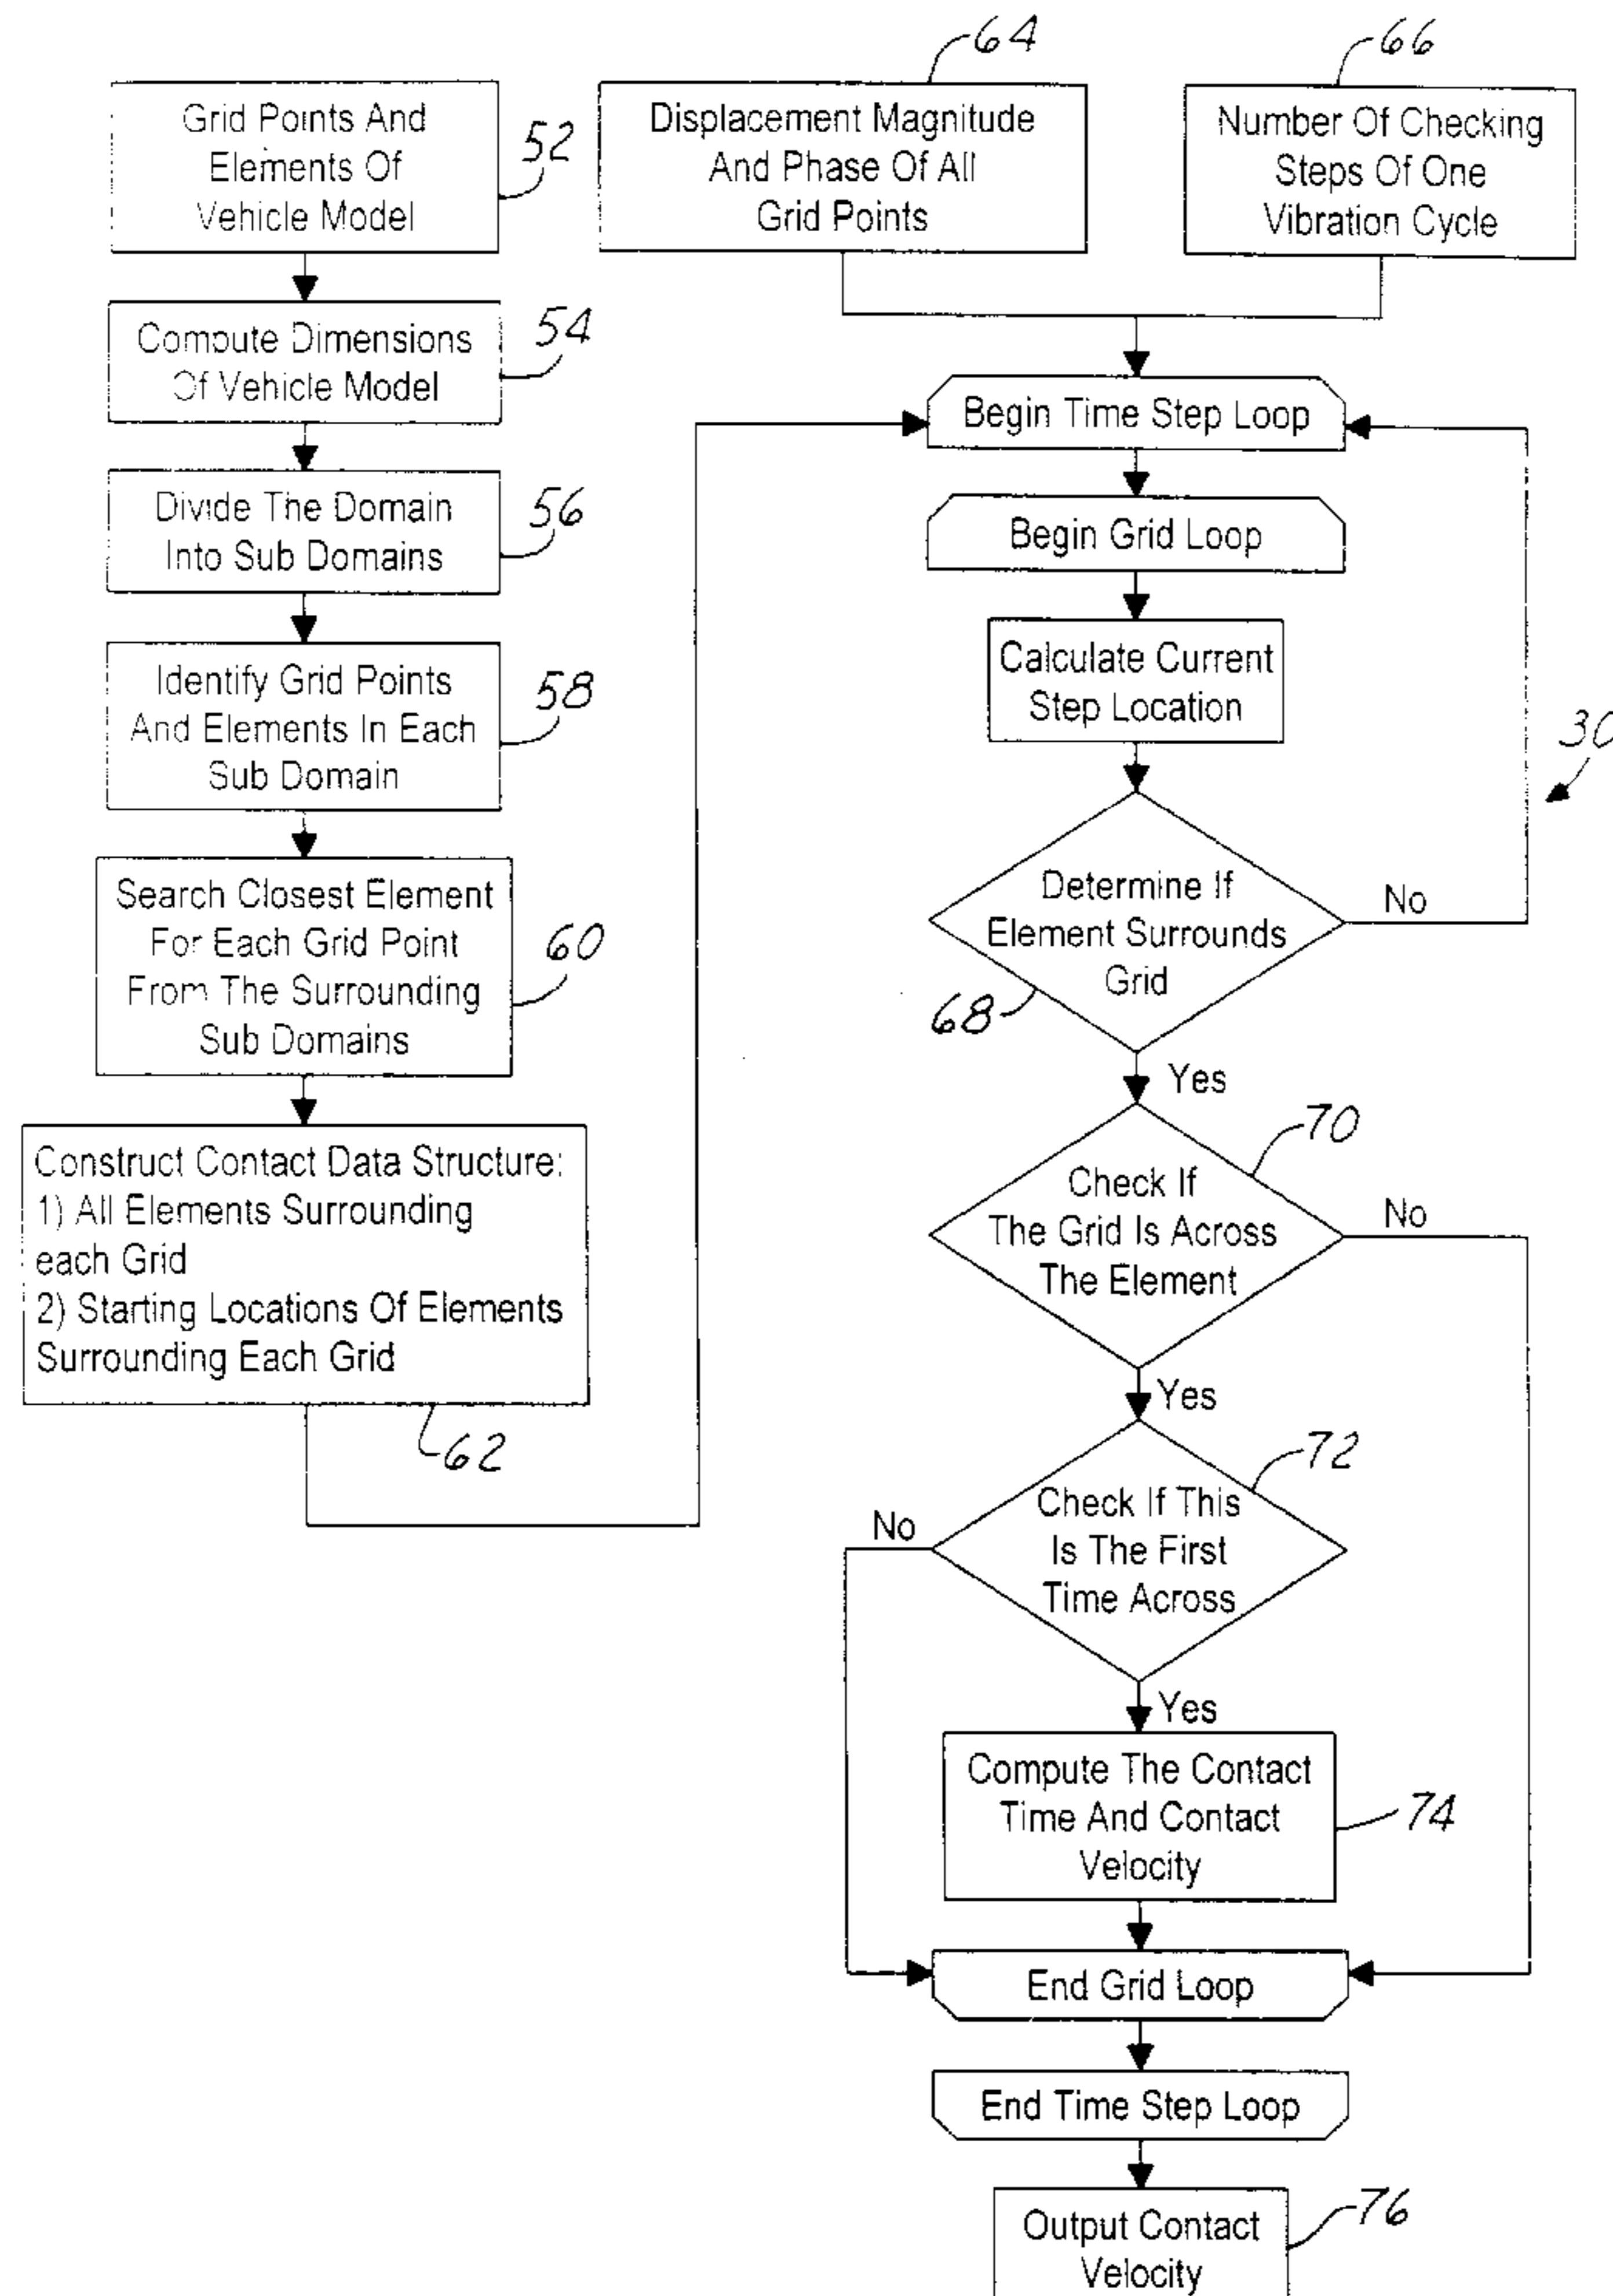 Grid Points And
Elements Of
Vehicle Model
52
Compute Dimensions
Of Vehicle Model
54
Divide The Domain
Into Sub Domains
56
Identify Grid Points
And Elements In Each
Sub Domain
58
Search Closest Element
For Each Grid Point
From The Surrounding
Sub Domains
60
Construct Contact Data Structure:
1) All Elements Surrounding
each Grid
2) Starting Locations Of Elements
Surrounding Each Grid
62
64
Displacement Magnitude
And Phase Of All
Grid Points
66
Number Of Checking
Steps Of One
Vibration Cycle
Begin Time Step Loop
Begin Grid Loop
Calculate Current
Step Location
30
Determine If
Element Surrounds
Grid
No
68
Yes
70
Check If
The Grid Is Across
The Element
No
Yes
72
Check If This
Is The First
Time Across
No
Yes
Compute The Contact
Time And Contact
Velocity
74
End Grid Loop
End Time Step Loop
Output Contact
Velocity
76